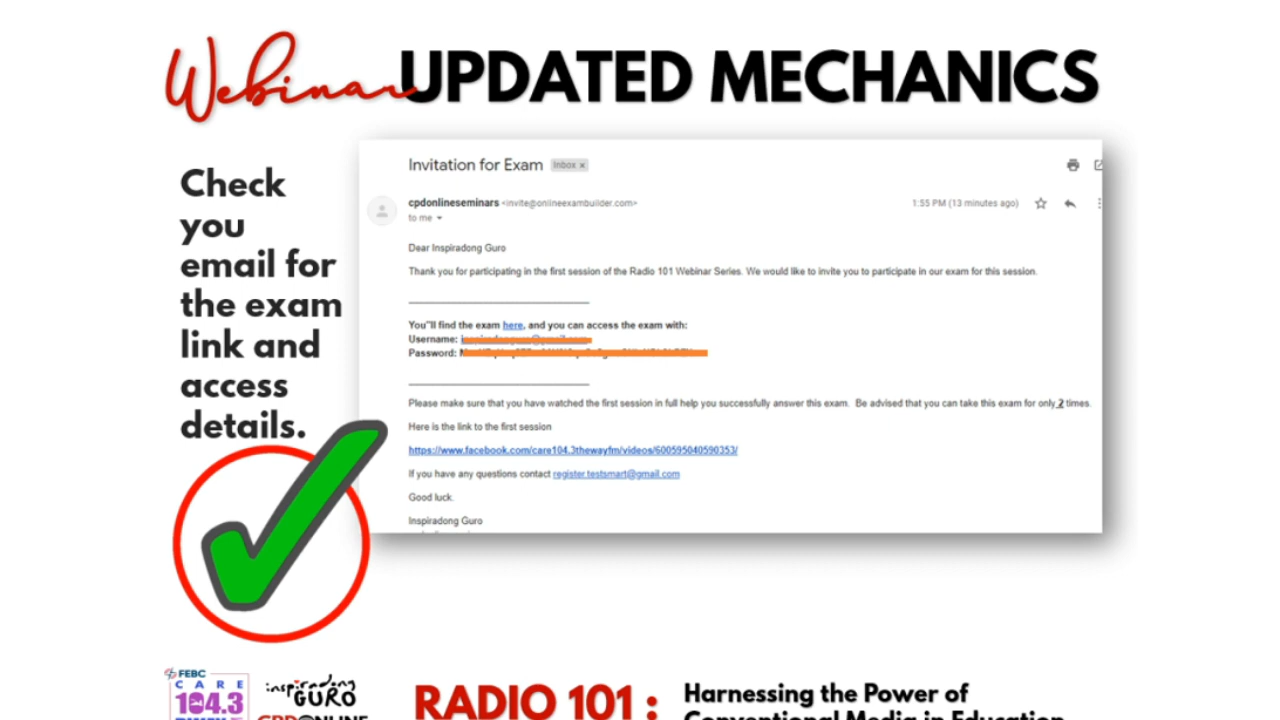 Webinar UPDATED MECHANICS
Check
you
email for
the exam
link and
access
details.
Invitation for Exam Inbox x
cpdonlineseminars <invite@onlineexambuilder.com>
1:55 PM (13 minutes ago)
to me
Dear Inspiradong Guro
Thank you for participating in the first session of the Radio 101 Webinar Series. We would like to invite you to participate in our exam for this session.
You"ll find the exam here, and you can access the exam with:
Username:
Password:
Please make sure that you have watched the first session in full help you successfully answer this exam. Be advised that you can take this exam for only 2 times.
Here is the link to the first session
https://www.facebook.com/care104.3thewayfm/videos/600595040590353/
If you have any questions contact register.testsmart@gmail.com
Good luck.
Inspiradong Guro
FEBC
CARE
104.3
inspirading
GURO
CPDONLINE
RADIO 101 :
Harnessing the Power of
Conventional Media in Education